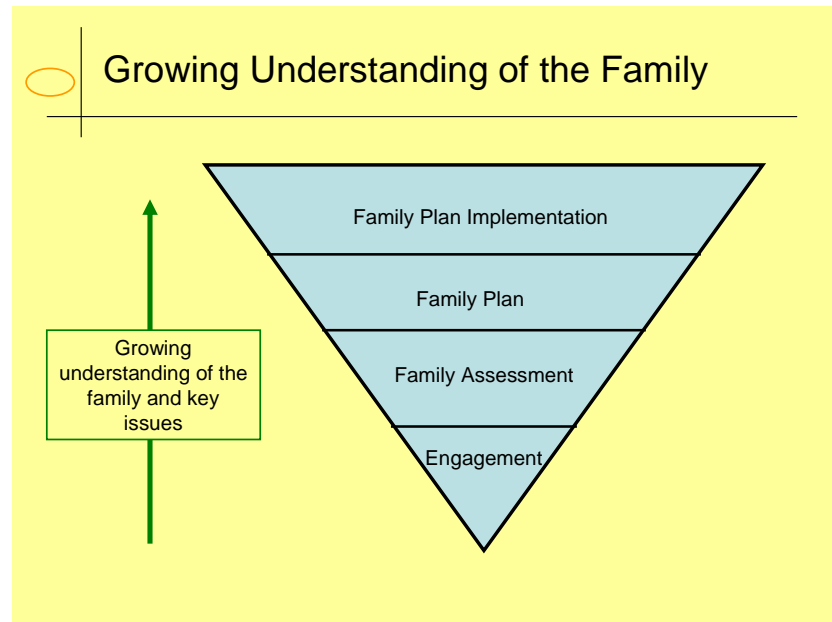 Growing Understanding of the Family
Family Plan Implementation
Family Plan
Growing
understanding of the
family and key
issues
Family Assessment
Engagement